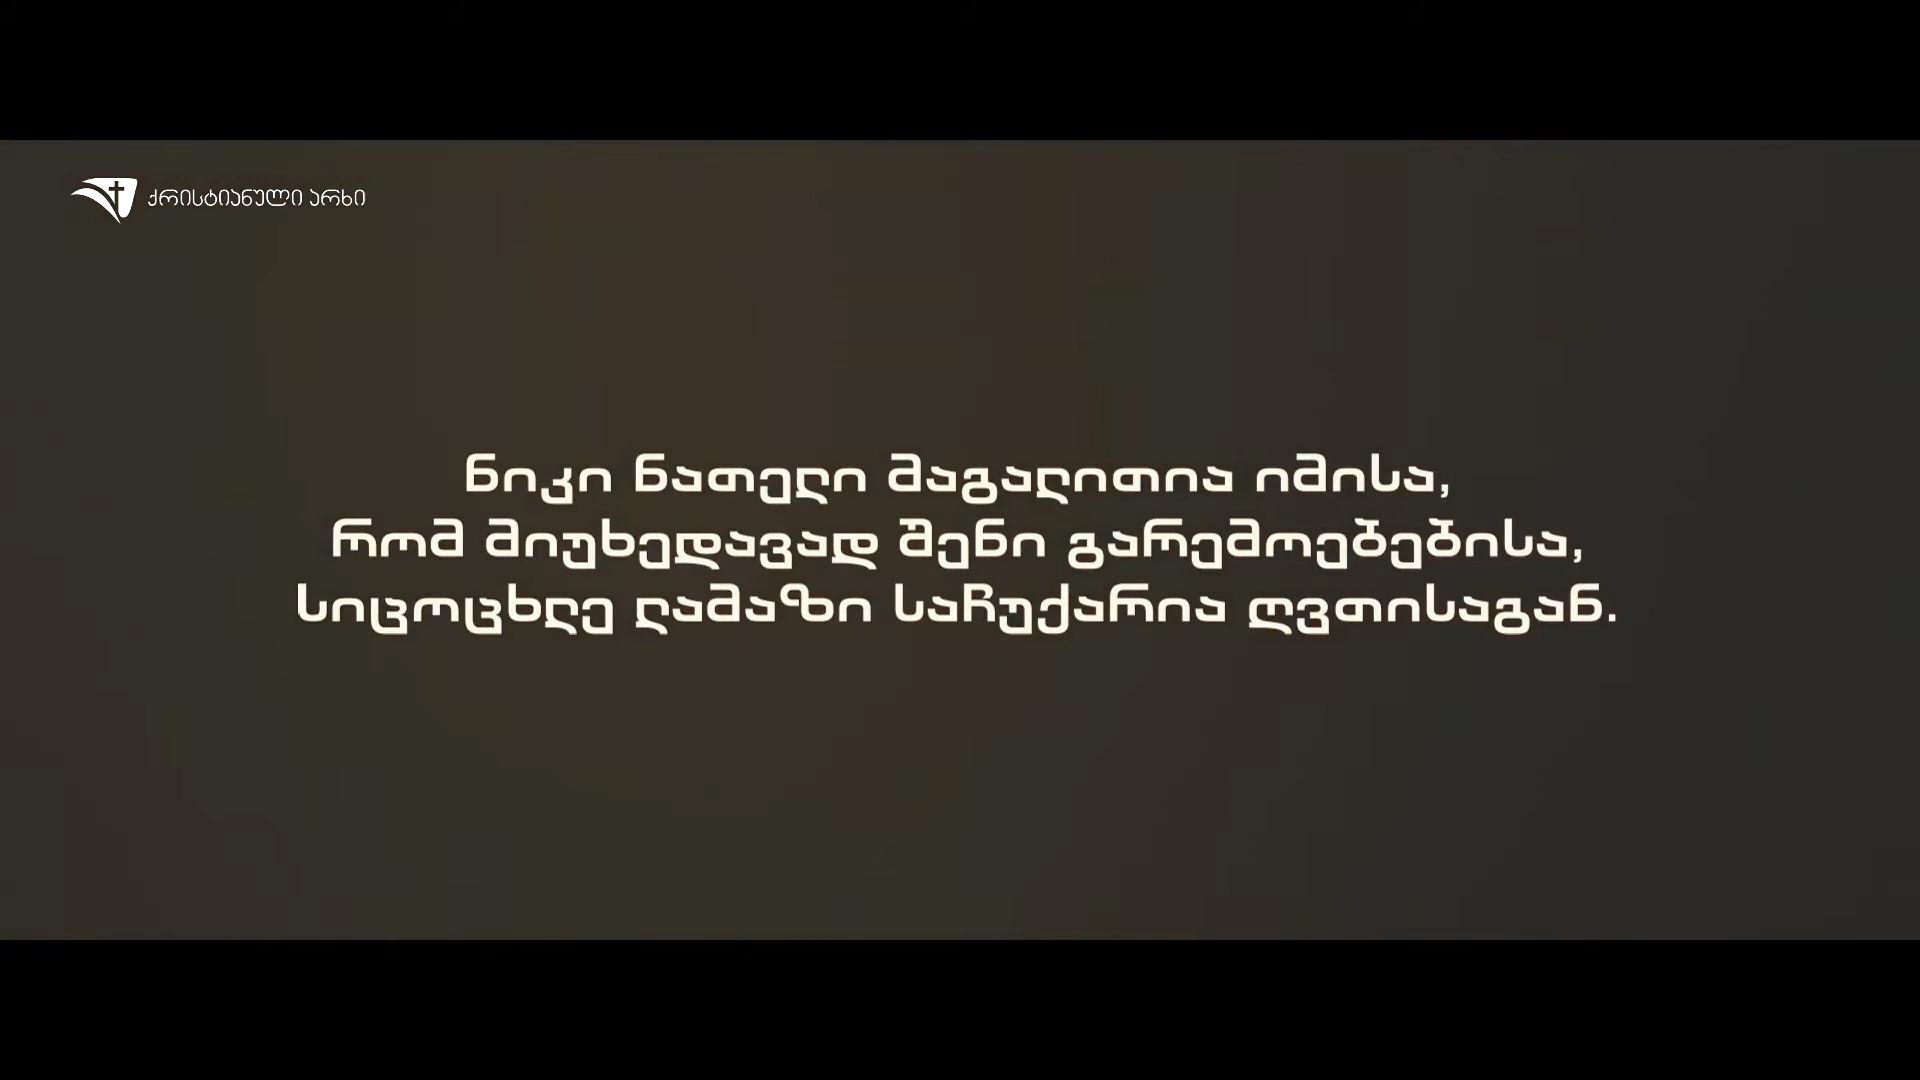 ქრისტიანული არხი
ნიკი ნათელი მაგალითია იმისა,
რომ მიუხედავად შენი გარემოებებისა,
სიცოცხლე ლამაზი საჩუქარია ღვთისაგან.